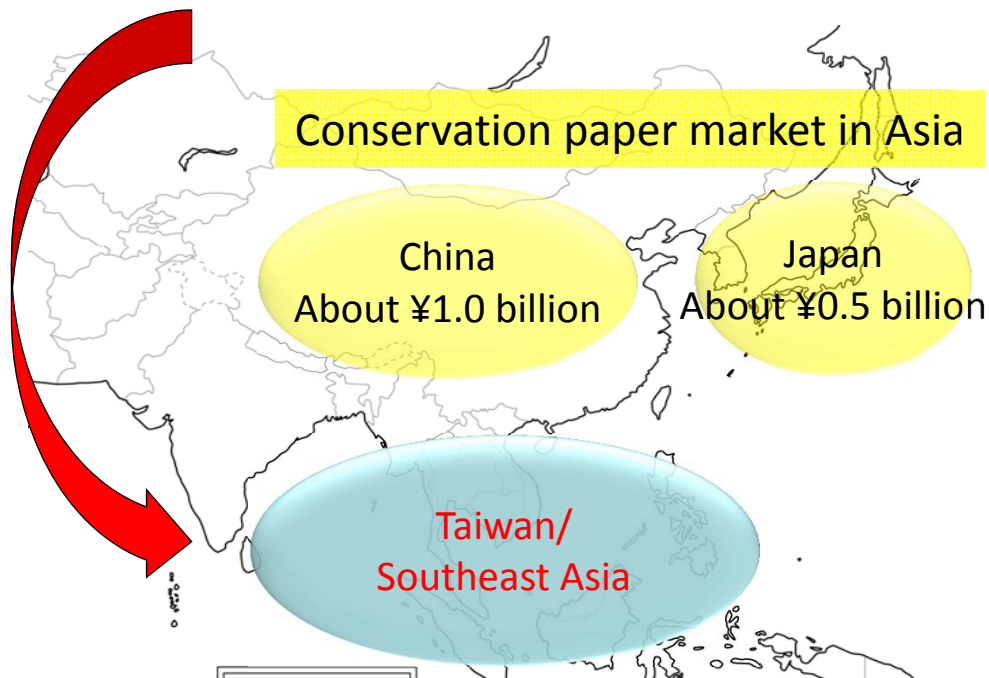 Conservation paper market in Asia
China
About ¥1.0 billion
Japan
About ¥0.5 billion
Taiwan/
Southeast Asia